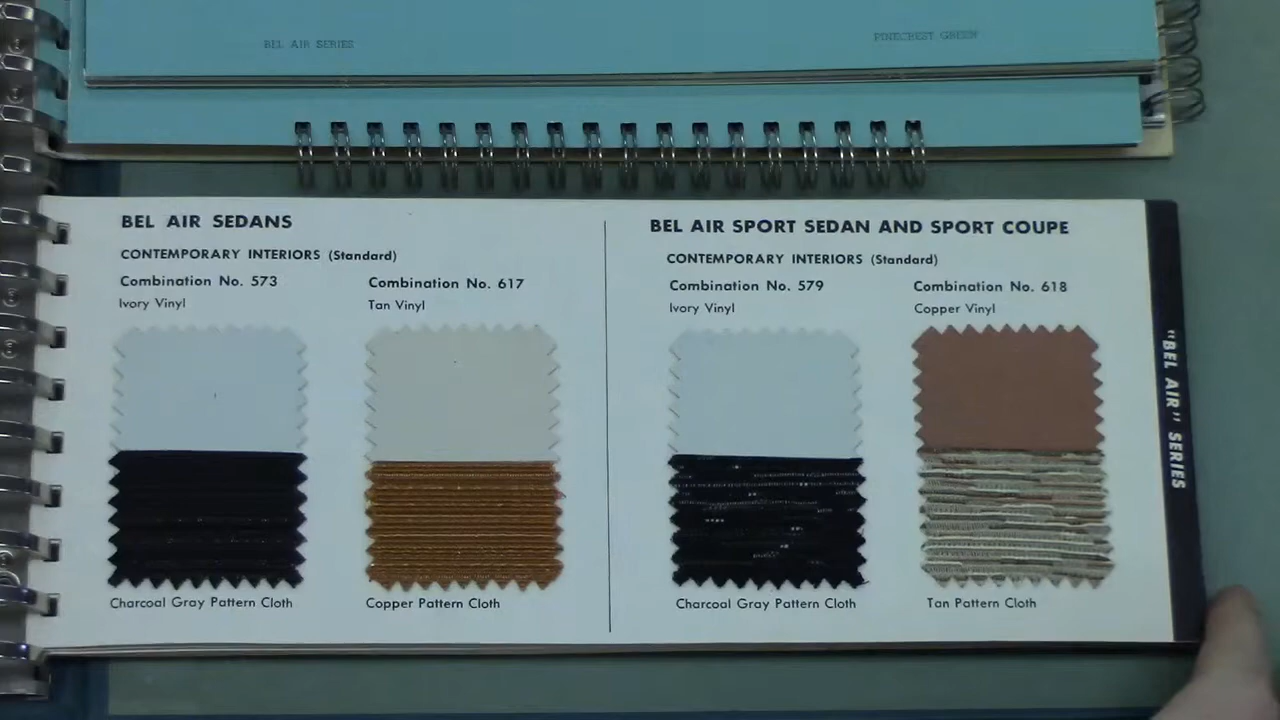 BEL AIR SERIES
PINECREST GREEN
BEL AIR SEDANS
CONTEMPORARY INTERIORS (Standard)
Combination No. 573
Ivory Vinyl
Combination No. 617
Tan Vinyl
Charcoal Gray Pattern Cloth
Copper Pattern Cloth
BEL AIR SPORT SEDAN AND SPORT COUPE
CONTEMPORARY INTERIORS (Standard)
Combination No. 579
Ivory Vinyl
Combination No. 618
Copper Vinyl
Charcoal Gray Pattern Cloth
Tan Pattern Cloth
"BEL AIR" SERIES